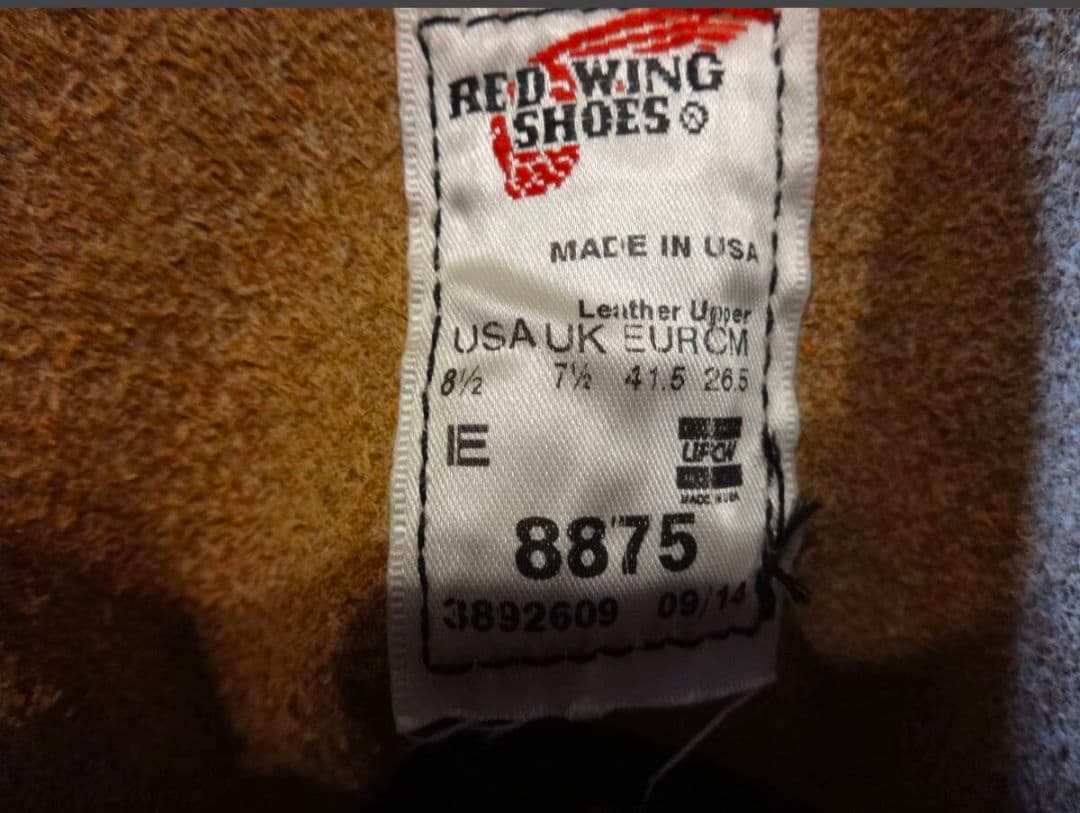 RED WING
SHOES ®
MADE IN USA
Leather Upper
USA UK EUR CM
8½ 7½ 41.5 26.5
E
UFCW
MADE IN USA
8875
3892609 09/14